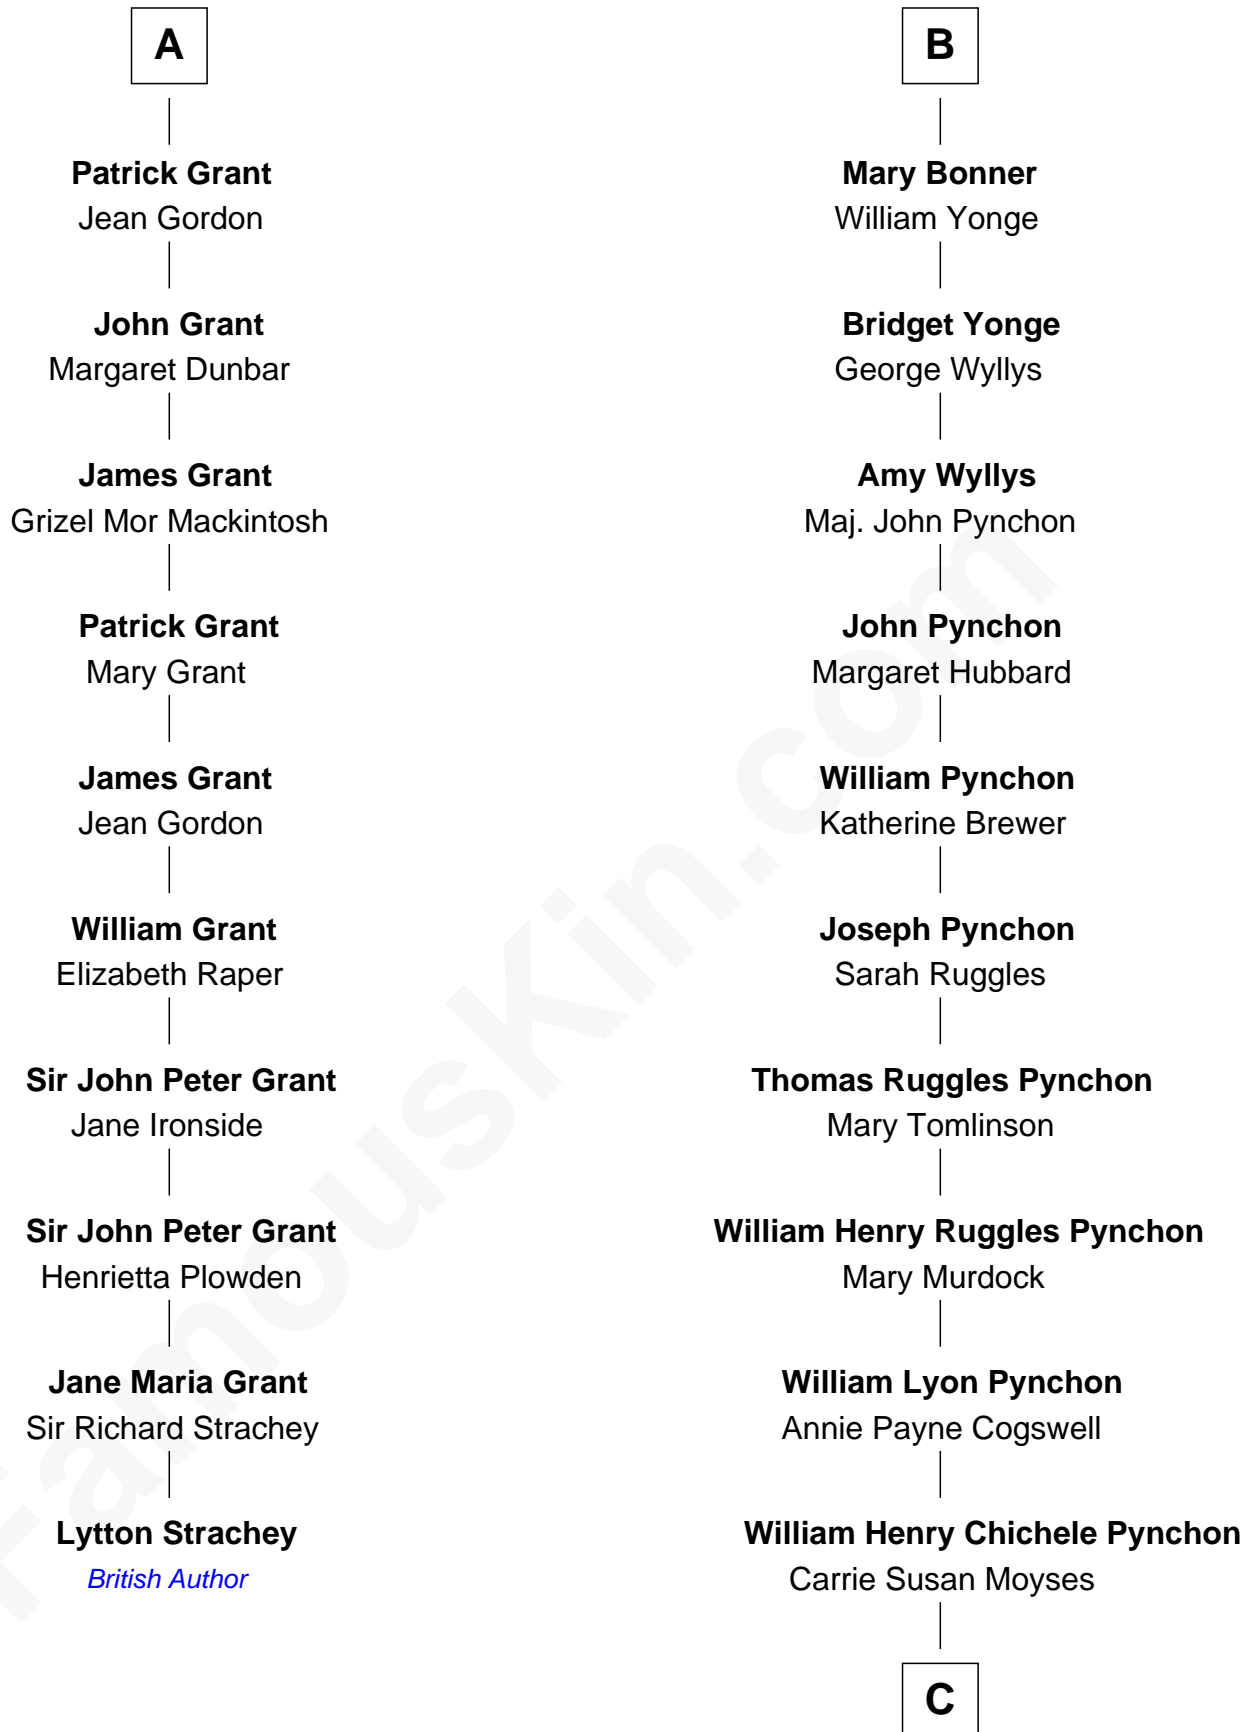 A
Patrick Grant
Jean Gordon
John Grant
Margaret Dunbar
James Grant
Grizel Mor Mackintosh
Patrick Grant
Mary Grant
James Grant
Jean Gordon
William Grant
Elizabeth Raper
Sir John Peter Grant
Jane Ironside
Sir John Peter Grant
Henrietta Plowden
Jane Maria Grant
Sir Richard Strachey
Lytton Strachey
British Author
B
Mary Bonner
William Yonge
Bridget Yonge
George Wyllys
Amy Wyllys
Maj. John Pynchon
John Pynchon
Margaret Hubbard
William Pynchon
Katherine Brewer
Joseph Pynchon
Sarah Ruggles
Thomas Ruggles Pynchon
Mary Tomlinson
William Henry Ruggles Pynchon
Mary Murdock
William Lyon Pynchon
Annie Payne Cogswell
William Henry Chichele Pynchon
Carrie Susan Moyses
C
FamousKin.com